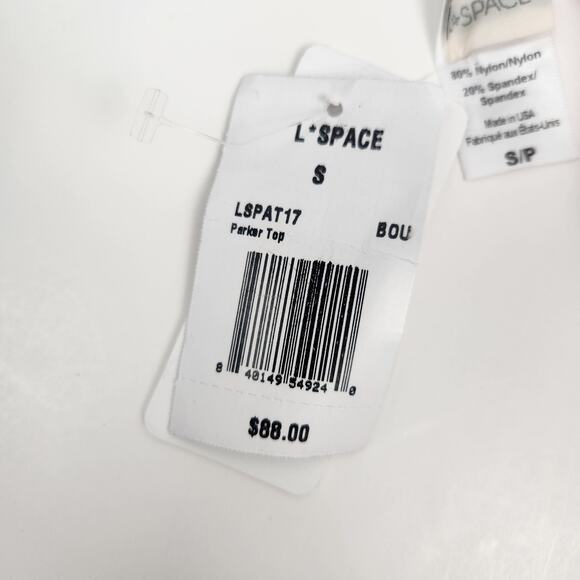 L*SPACE
S
LSPAT17 BOU
Parker Top
8 40149 54924 0
$88.00
L*SPACE
80% Nylon/Nylon
20% Spandex/
Spandex
Made in USA
Fabriqué aux États-Unis
S/P